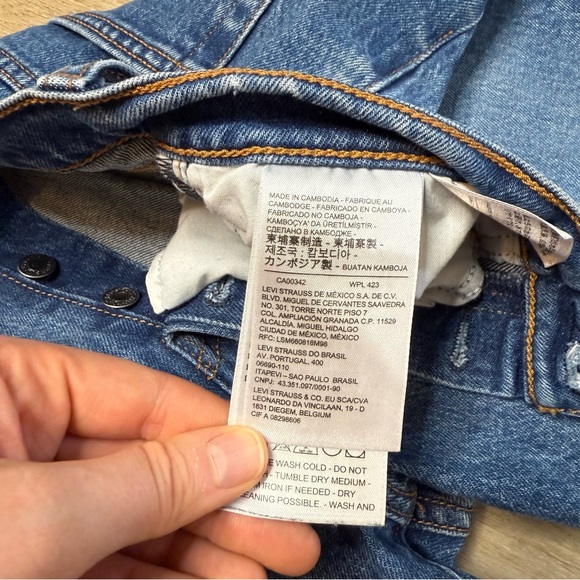 MADE IN CAMBODIA - FABRIQUE AU
CAMBODGE - FABRICADO EN CAMBOYA -
FABRICADO NO CAMBOJA -
KAMBOÇYA' DA ÜRETİLMİŞTİR -
СДЕЛАНО В КАМБОДЖЕ -
柬埔寨制造 - 柬埔寨製 -
제조국 : 캄보디아 -
カンボジア製 - BUATAN KAMBOJA
CA00342 WPL 423
LEVI STRAUSS DE MÉXICO S.A. DE C.V.
BLVD. MIGUEL DE CERVANTES SAAVEDRA
NO. 301, TORRE NORTE PISO 7
COL. AMPLIACIÓN GRANADA C.P. 11529
ALCALDÍA. MIGUEL HIDALGO
CIUDAD DE MÉXICO
RFC: LSM660818M98
LEVI STRAUSS DO BRASIL
AV. PORTUGAL, 400
06690-110
ITAPEVI – SAO PAULO BRASIL
CNPJ: 43.351.097/0001-90
LEVI STRAUSS & CO. EU SCA/CVA
LEONARDO DA VINCILAAN, 19 - D
1831 DIEGEM, BELGIUM
CIF A 08298606
WASH COLD - DO NOT
- TUMBLE DRY MEDIUM -
IRON IF NEEDED - DRY
CLEANING POSSIBLE. - WASH AND